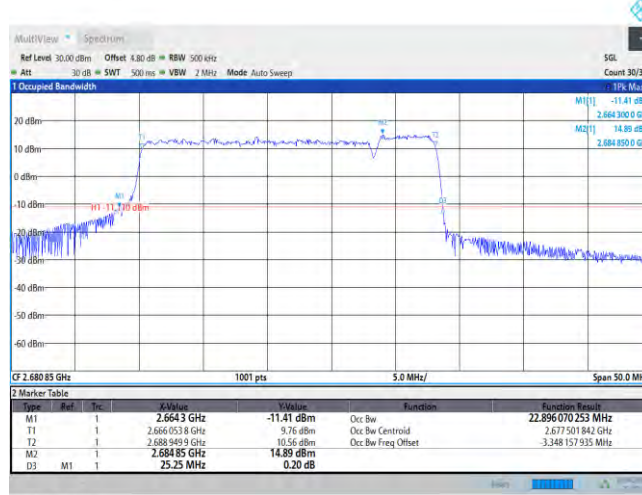 MultiView Spectrum
Ref Level 30.00 dBm Offset 4.80 dB RBW 500 kHz SGL
Att 30 dB SWT 500 ms VBW 2 MHz Mode Auto Sweep Count 30/3
1 Occupied Bandwidth 1Pk Max
M1[1] -11.41 dB
2.664 300 0 G
M2[1] 14.89 dB
2.684 850 0 G
M2
20 dBm
T1 T2
10 dBm
0 dBm
M1 D3
-10 dBm
H1 -11.110 dBm
-20 dBm
-30 dBm
-40 dBm
-50 dBm
-60 dBm
CF 2.680 85 GHz 1001 pts 5.0 MHz/ Span 50.0 MH
2 Marker Table
Type Ref Trc X-Value Y-Value Function Function Result
M1 1 2.664 3 GHz -11.41 dBm Occ Bw 22.896 070 253 MHz
T1 1 2.666 053 8 GHz 9.76 dBm Occ Bw Centroid 2.677 501 842 GHz
T2 1 2.688 949 9 GHz 10.56 dBm Occ Bw Freq Offset -3.348 157 935 MHz
M2 1 2.684 85 GHz 14.89 dBm
D3 M1 1 25.25 MHz 0.20 dB